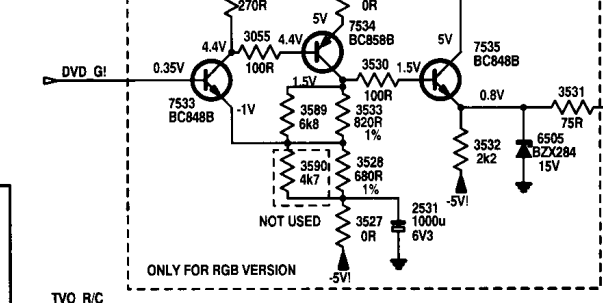 270R
0R
5V
7534
BC858B
4.4V
3055
100R
4.4V
5V
7535
BC848B
DVD_G!
0.35V
7533
BC848B
-1V
1.5V
3530
100R
1.5V
0.8V
3589
6k8
3533
820R
1%
3531
75R
3532
2k2
6505
BZX284
15V
3590
4k7
3528
680R
1%
-5V!
NOT USED
3527
0R
2531
1000u
6V3
ONLY FOR RGB VERSION
-5V!
TVO_R/C